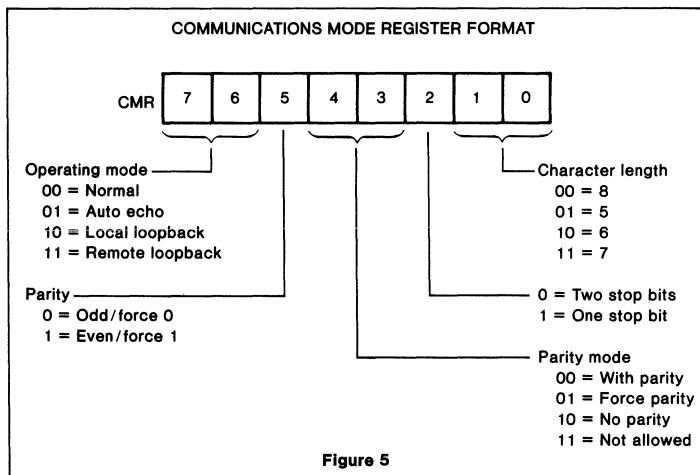 COMMUNICATIONS MODE REGISTER FORMAT
CMR 7 6 5 4 3 2 1 0
Operating mode
00 = Normal
01 = Auto echo
10 = Local loopback
11 = Remote loopback
Character length
00 = 8
01 = 5
10 = 6
11 = 7
Parity
0 = Odd/force 0
1 = Even/force 1
0 = Two stop bits
1 = One stop bit
Parity mode
00 = With parity
01 = Force parity
10 = No parity
11 = Not allowed
Figure 5